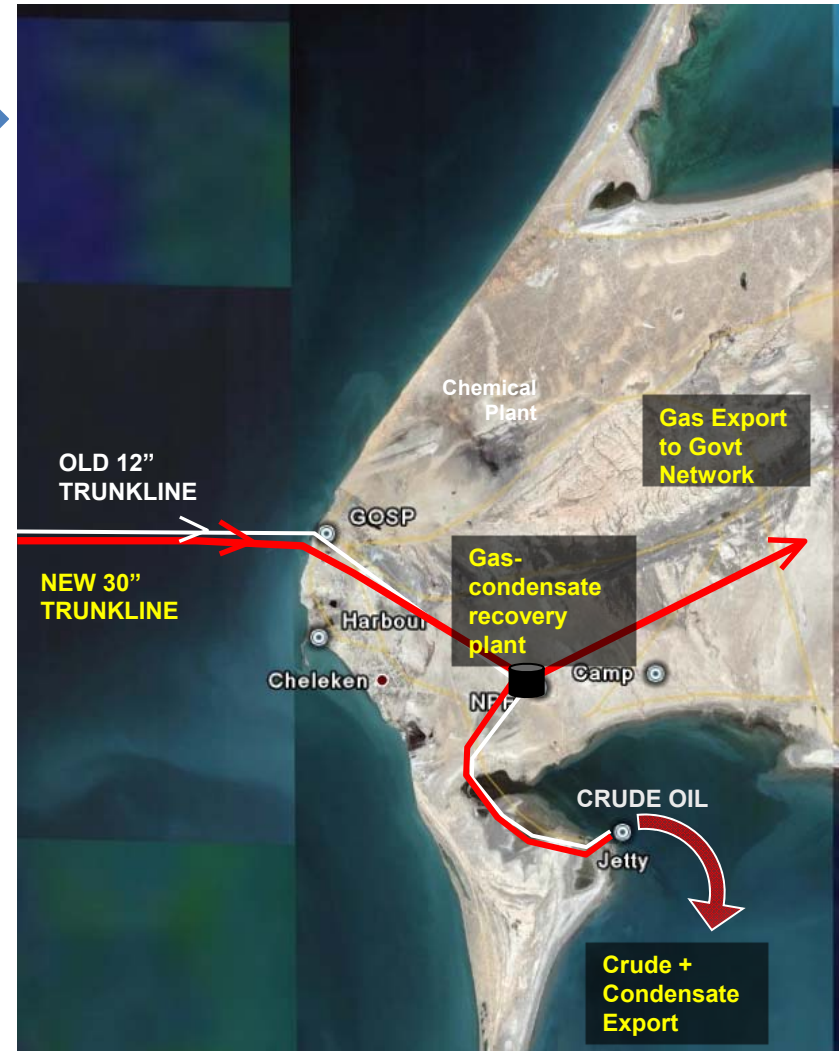 Chemical
Plant
Gas Export
to Govt
Network
OLD 12”
TRUNKLINE
GQSP
NEW 30”
TRUNKLINE
Gas-
condensate
recovery
plant
Harbour
Cheleken
Camp
CRUDE OIL
Jetty
Crude +
Condensate
Export